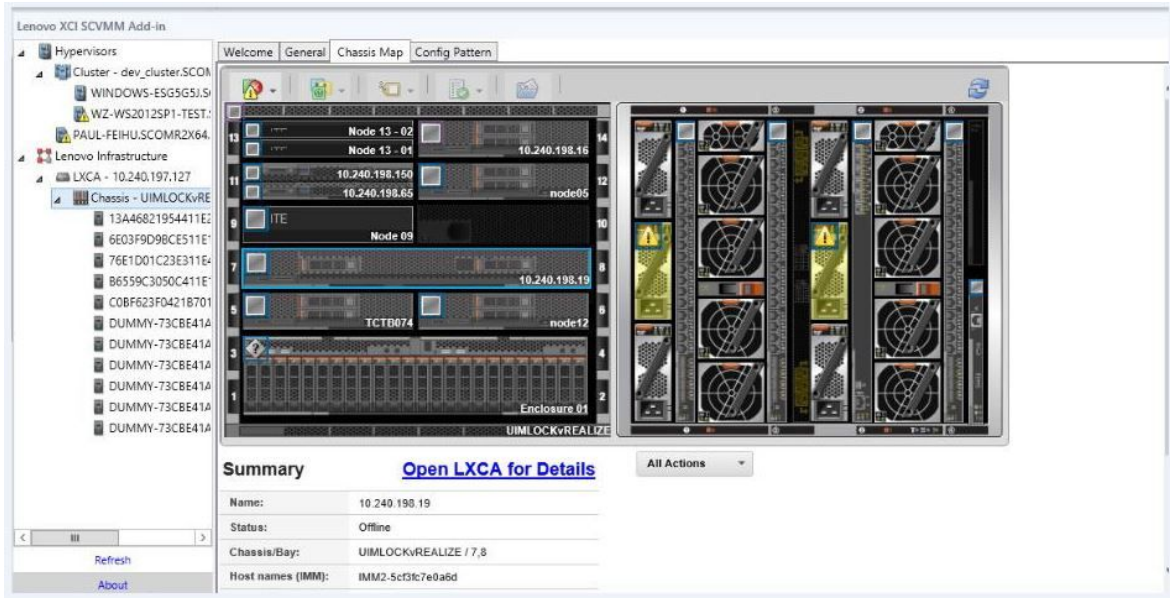 Lenovo XCI SCVMM Add-in
Hypervisors
Cluster - dev_cluster.SCOM
WINDOWS-ESG5G5J.S
WZ-WS2012SP1-TEST.
PAUL-FEIHU.SCOMR2X64.
Lenovo Infrastructure
LXCA - 10.240.197.127
Chassis - UIMLOCKvRE
13A46821954411E2
6E03F9D9BCE511E
76E1D01C23E311E4
B6559C3050C411E
C0BF623F0421B701
DUMMY-73CBE41A
DUMMY-73CBE41A
DUMMY-73CBE41A
DUMMY-73CBE41A
DUMMY-73CBE41A
Refresh
About
Welcome General Chassis Map Config Pattern
13 Node 13 - 02 14
Node 13 - 01 10.240.198.16
11 10.240.198.150 12
10.240.198.65 node05
9 ITE 10
Node 09
7 8
10.240.198.19
5 6
TCTB074 node12
3 4
1 2
Enclosure 01
UIMLOCKvREALIZE
Summary Open LXCA for Details
All Actions
Name: 10.240.198.19
Status: Offline
Chassis/Bay: UIMLOCKvREALIZE / 7,8
Host names (IMM): IMM2-5cf3fc7e0a6d